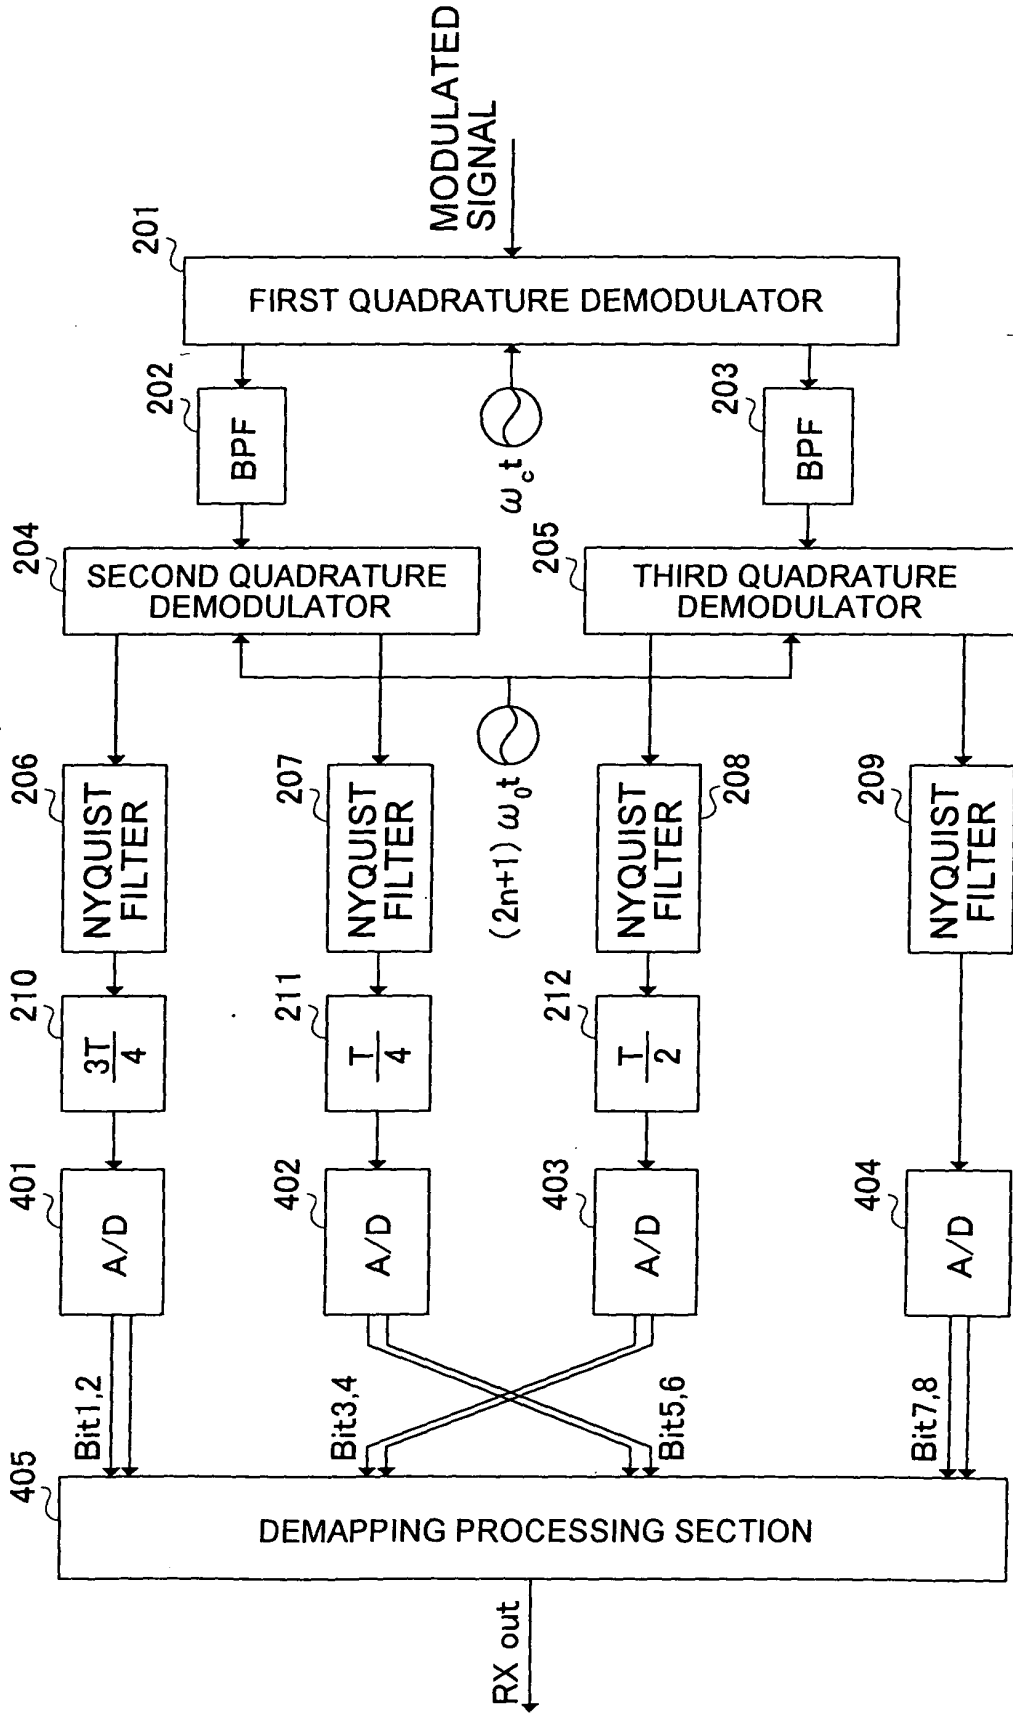 MODULATED
SIGNAL
201
FIRST QUADRATURE DEMODULATOR
202
BPF
ω_c t
203
BPF
204
SECOND QUADRATURE
DEMODULATOR
205
THIRD QUADRATURE
DEMODULATOR
206
NYQUIST
FILTER
207
NYQUIST
FILTER
(2n+1) ω_0 t
208
NYQUIST
FILTER
209
NYQUIST
FILTER
210
3T
4
211
T
4
212
T
2
401
A/D
402
A/D
403
A/D
404
A/D
Bit1,2
Bit3,4
Bit5,6
Bit7,8
405
DEMAPPING PROCESSING SECTION
RX out